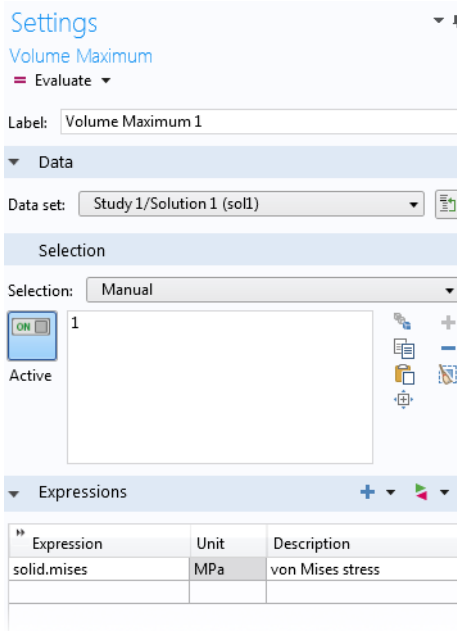 Settings
Volume Maximum
= Evaluate
Label: Volume Maximum 1
Data
Data set: Study 1/Solution 1 (sol1)
Selection
Selection: Manual
ON 1
Active
Expressions
Expression Unit Description
solid.mises MPa von Mises stress